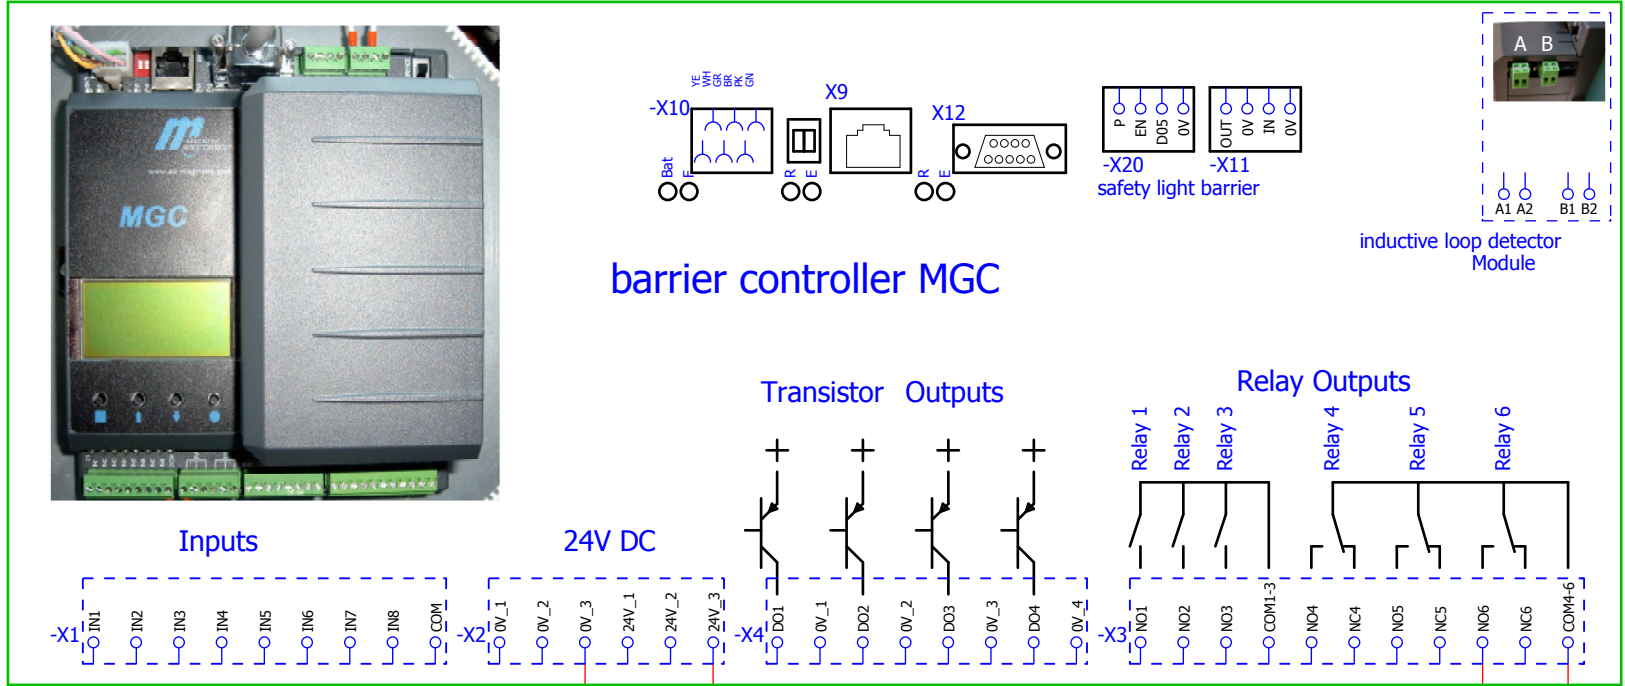 A B
YE
WH
GR
BR
PK
GN
-X10
X9
X12
P
EN
DO5
0V
OUT
0V
IN
0V
-X20
-X11
safety light barrier
Bat
F
R
E
R
E
A1 A2 B1 B2
inductive loop detector
Module
MGC
barrier controller MGC
Transistor Outputs
Relay Outputs
Relay 1
Relay 2
Relay 3
Relay 4
Relay 5
Relay 6
Inputs
24V DC
-X1
IN1
IN2
IN3
IN4
IN5
IN6
IN7
IN8
COM
-X2
0V_1
0V_2
0V_3
24V_1
24V_2
24V_3
-X4
DO1
0V_1
DO2
0V_2
DO3
0V_3
DO4
0V_4
-X3
NO1
NO2
NO3
COM1-3
NO4
NC4
NO5
NC5
NO6
NC6
COM4-6